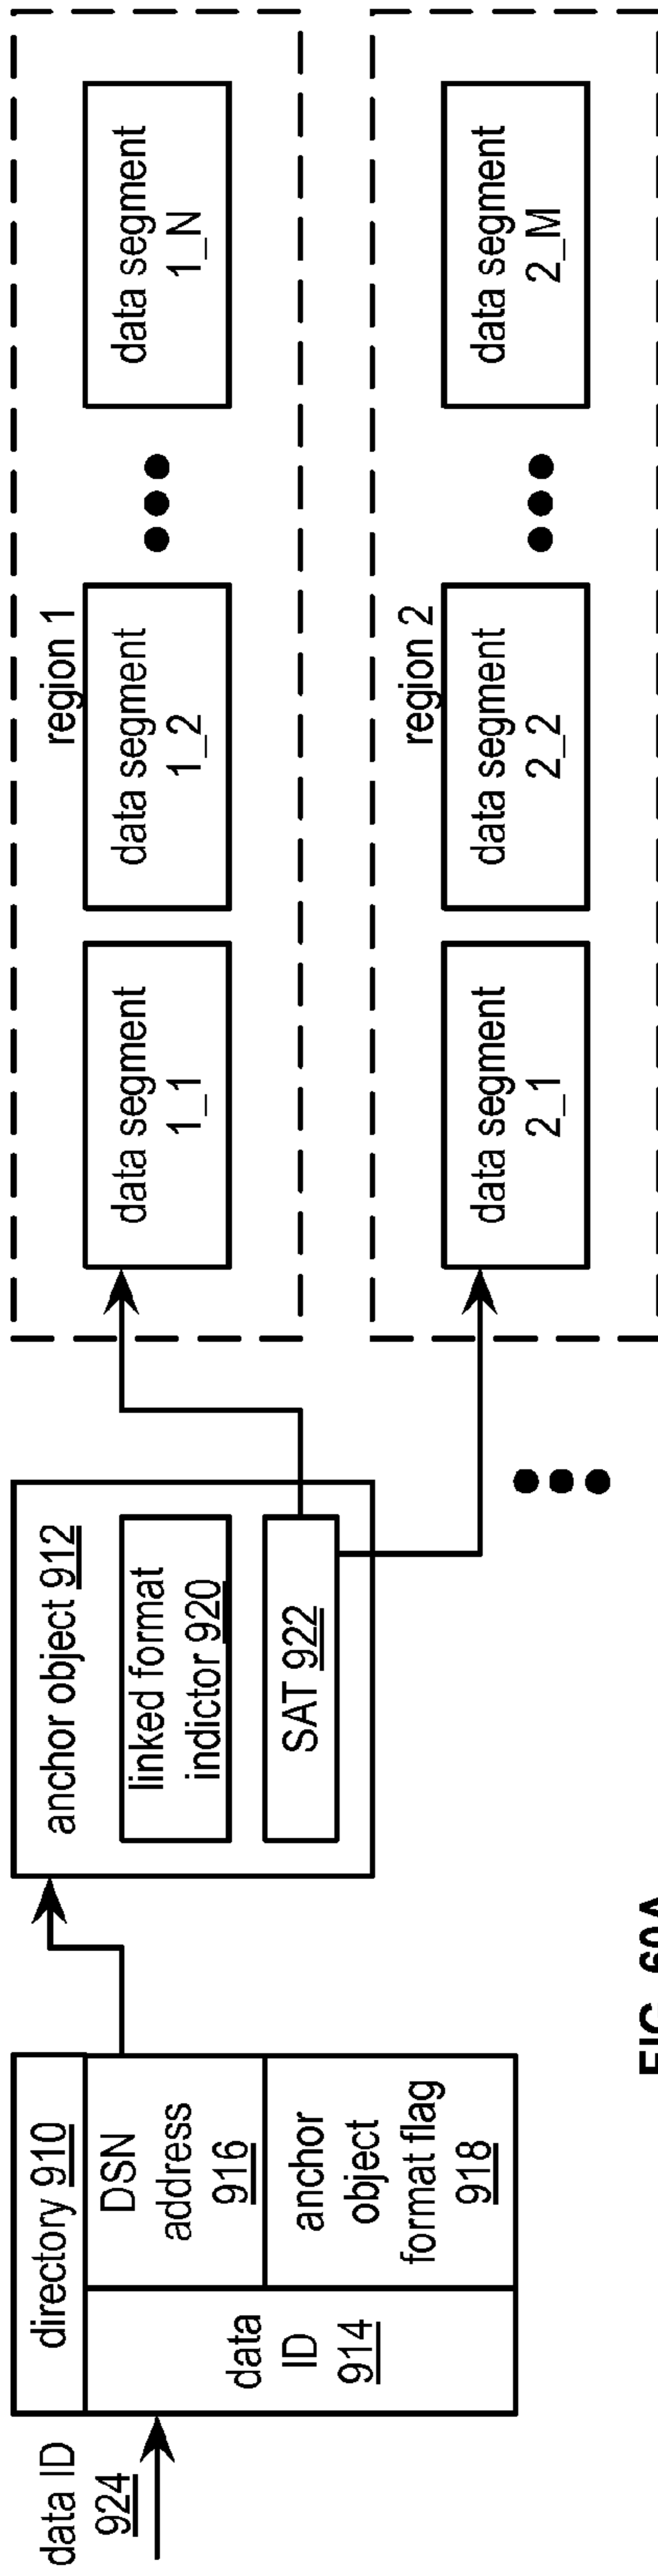 data ID
924
directory 910
data
ID
914
DSN
address
916
anchor
object
format flag
918
anchor object 912
linked format
indictor 920
SAT 922
region 1
data segment
1_1
data segment
1_2
data segment
1_N
region 2
data segment
2_1
data segment
2_2
data segment
2_M
FIG